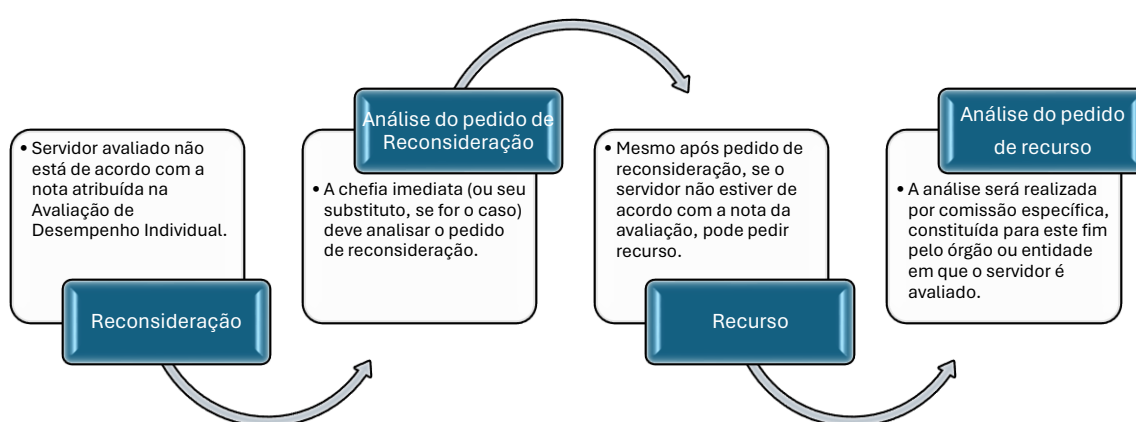 • Servidor avaliado não
está de acordo com a
nota atribuída na
Avaliação de
Desempenho Individual.
Reconsideração
Análise do pedido de
Reconsideração
• A chefia imediata (ou seu
substituto, se for o caso)
deve analisar o pedido
de reconsideração.
• Mesmo após pedido de
reconsideração, se o
servidor não estiver de
acordo com a nota da
avaliação, pode pedir
recurso.
Recurso
Análise do pedido
de recurso
• A análise será realizada
por comissão específica,
constituída para este fim
pelo órgão ou entidade
em que o servidor é
avaliado.